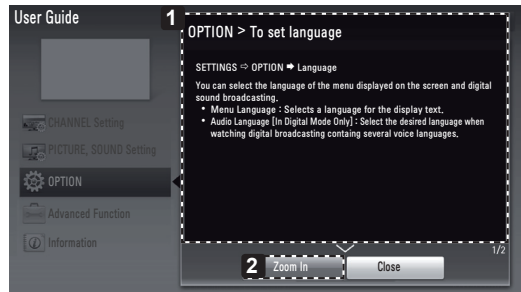 User Guide
1
OPTION > To set language
SETTINGS ⇨ OPTION ➡ Language
You can select the language of the menu displayed on the screen and digital
sound broadcasting.
• Menu Language : Selects a language for the display text.
• Audio Language [In Digital Mode Only] : Select the desired language when
watching digital broadcasting containg several voice languages.
CHANNEL Setting
PICTURE, SOUND Setting
OPTION
Advanced Function
Information
1/2
2
Zoom In
Close